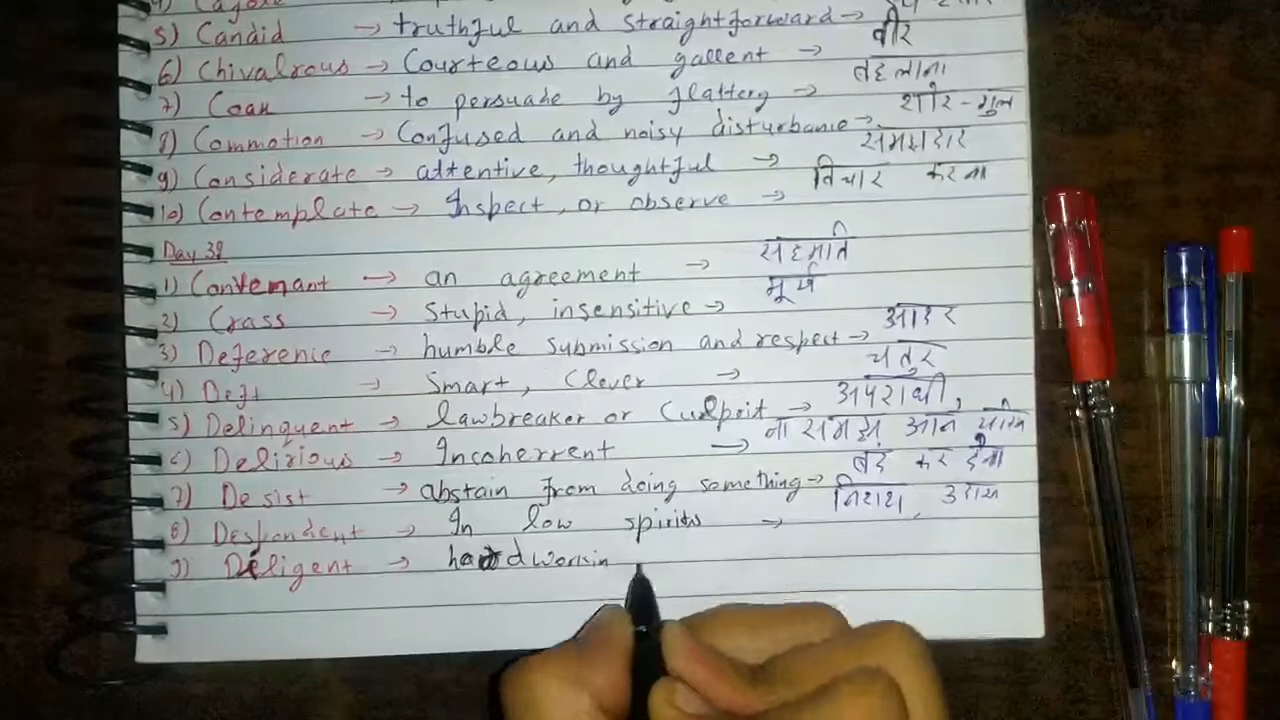 5) Candid → truthful and straightforward →
6) Chivalrous → Courteous and gallent → वीर
7) Coax → to persuade by flattery → बहलाना
8) Commotion → Confused and noisy disturbance → शोर-गुल
9) Considerate → attentive, thoughtful → समझदार
10) Contemplate → Inspect, or observe → विचार करना
Day 38
1) Convenant → an agreement → सहमति
2) Crass → Stupid, insensitive → मूर्ख
3) Deference → humble submission and respect → आदर
4) Deft → Smart, Clever → चतुर
5) Delinquent → lawbreaker or Culprit → अपराधी,
6) Delirious → Incoherrent → ना समझ आने योग्य
7) Desist → abstain from doing something → बंद कर देना
8) Despondent → In low spirits → निराश, उदास
9) Diligent → hardworkin